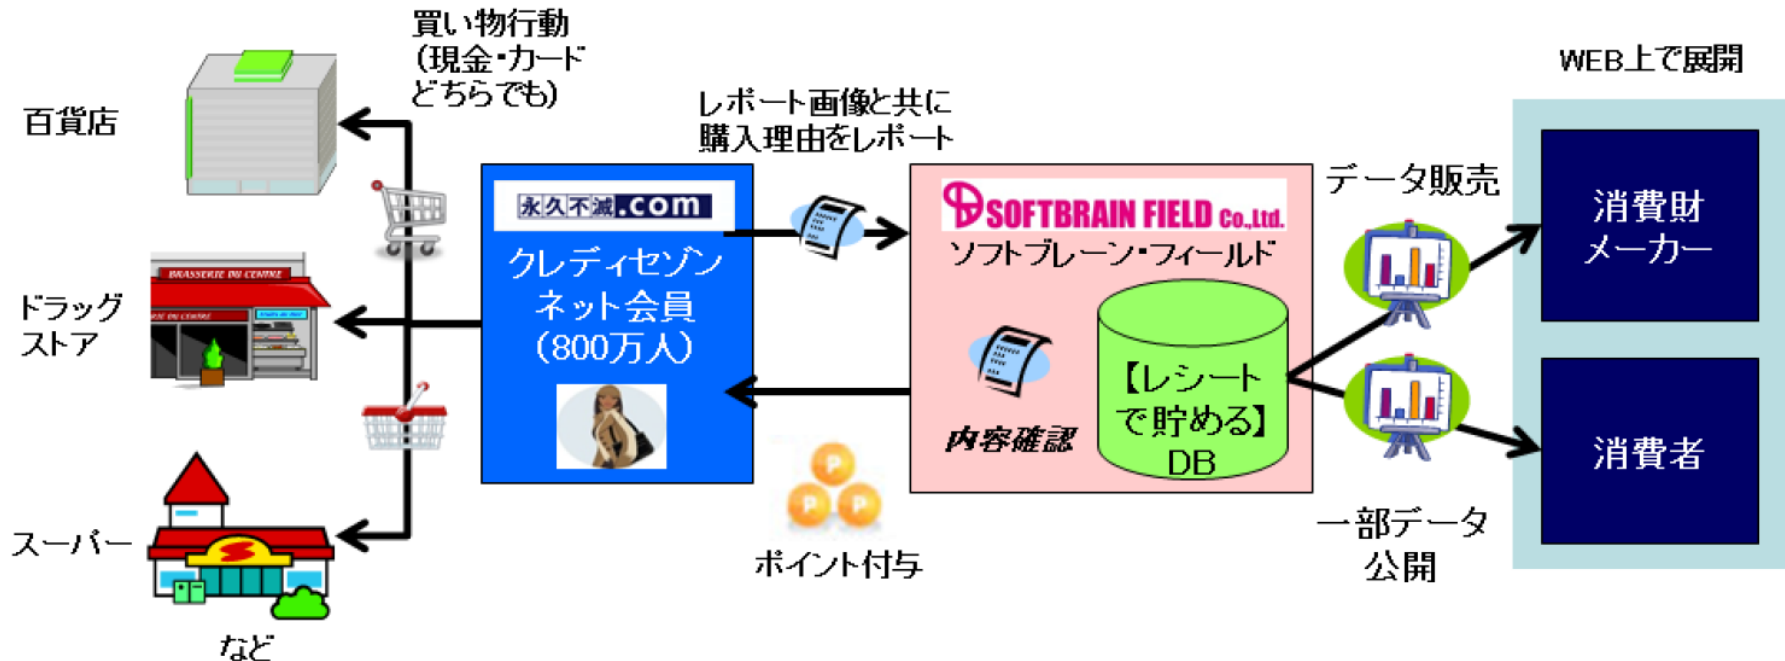 買い物行動
（現金・カード
どちらでも）
百貨店
ドラッグ
ストア
BRASSERIE DU CENTRE
スーパー
など
永久不滅.com
クレディセゾン
ネット会員
（800万人）
レポート画像と共に
購入理由をレポート
P
P
P
ポイント付与
SOFTBRAIN FIELD Co.,Ltd.
ソフトブレーン・フィールド
内容確認
【レシート
で貯める】
DB
データ販売
一部データ
公開
WEB上で展開
消費財
メーカー
消費者